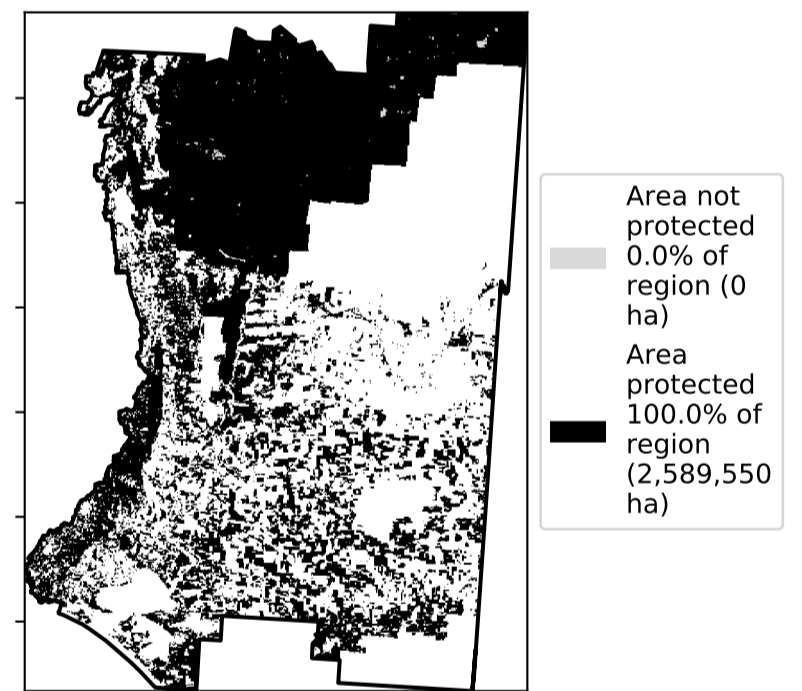 Area not
protected
0.0% of
region (0
ha)
Area
protected
100.0% of
region
(2,589,550
ha)